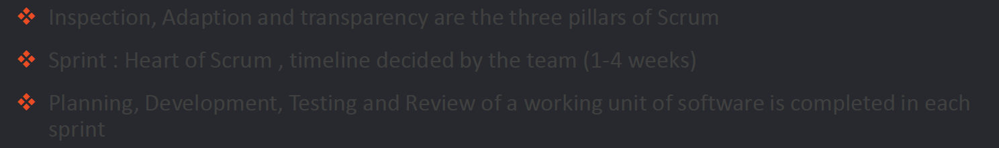 Inspection, Adaption and transparency are the three pillars of Scrum
Sprint : Heart of Scrum , timeline decided by the team (1-4 weeks)
Planning, Development, Testing and Review of a working unit of software is completed in each
sprint